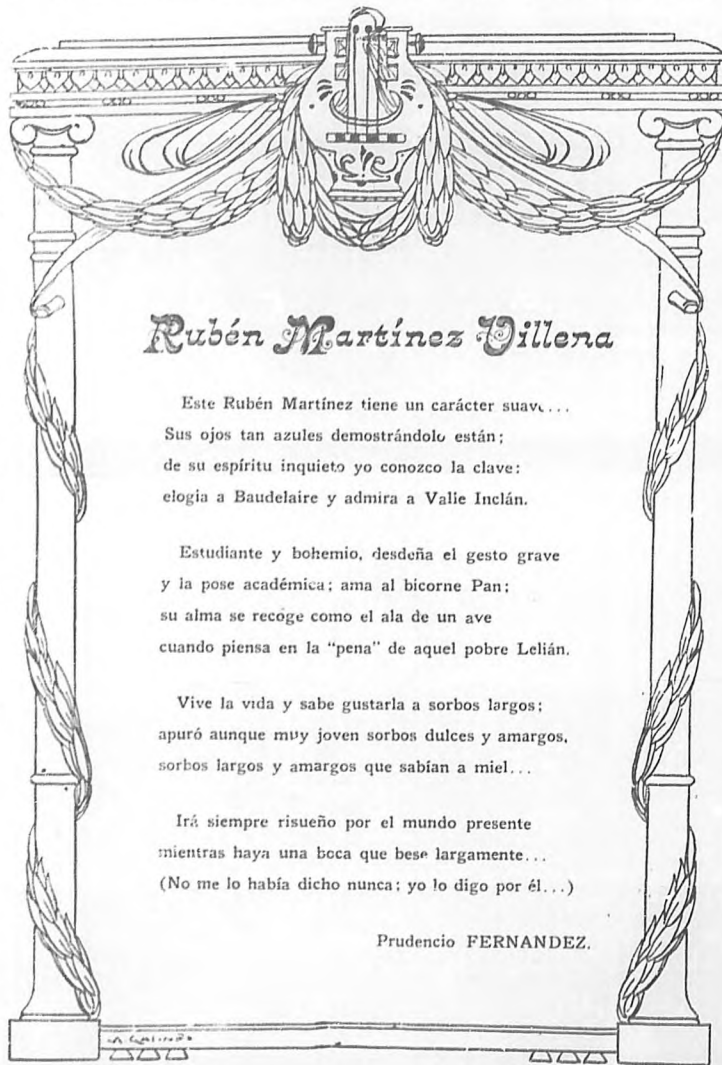 Rubén Martínez Villena
Este Rubén Martínez tiene un carácter suave...
Sus ojos tan azules demostrándolo están;
de su espíritu inquieto yo conozco la clave:
elogia a Baudelaire y admira a Valle Inclán.
Estudiante y bohemio, desdeña el gesto grave
y la pose académica; ama al bicorne Pan;
su alma se recoge como el ala de un ave
cuando piensa en la "pena" de aquel pobre Lelián.
Vive la vida y sabe gustarla a sorbos largos;
apuró aunque muy joven sorbos dulces y amargos,
sorbos largos y amargos que sabían a miel...
Irá siempre risueño por el mundo presente
mientras haya una boca que bese largamente...
(No me lo había dicho nunca; yo lo digo por él...)
Prudencio FERNANDEZ.
A. GALINDO